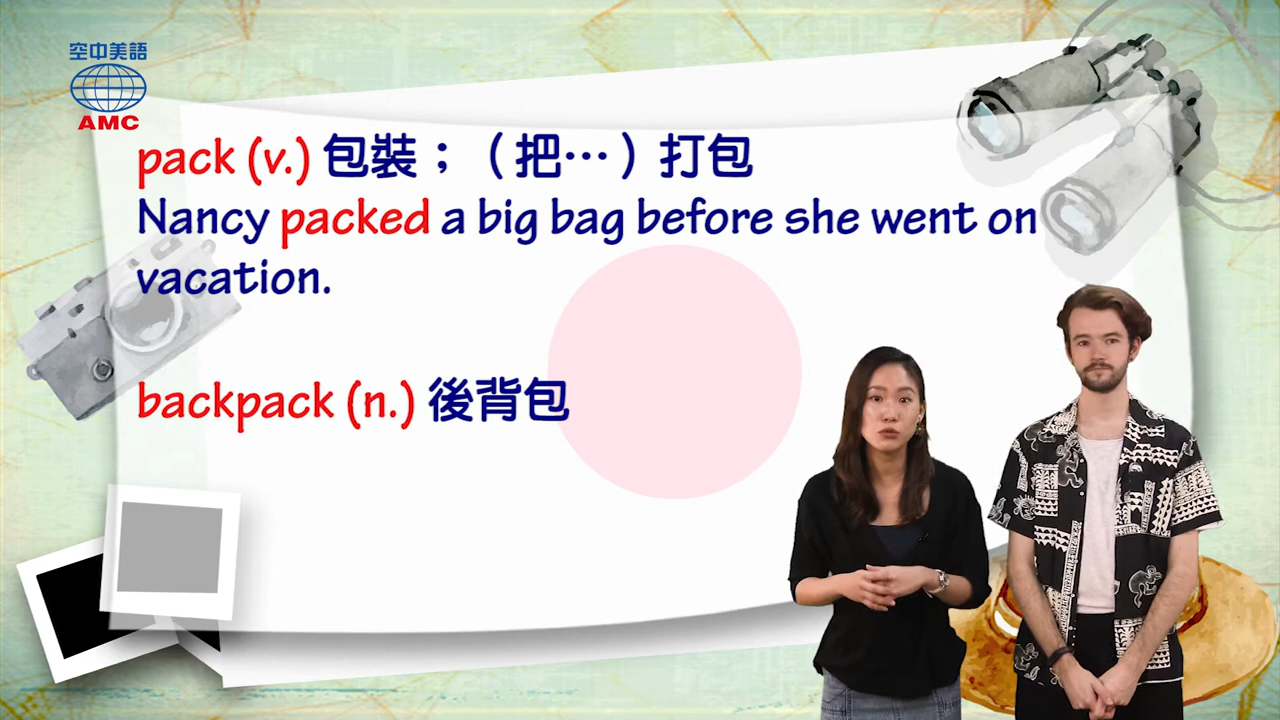 空中美語
AMC
pack (v.) 包裝；（把…）打包
Nancy packed a big bag before she went on
vacation.
backpack (n.) 後背包